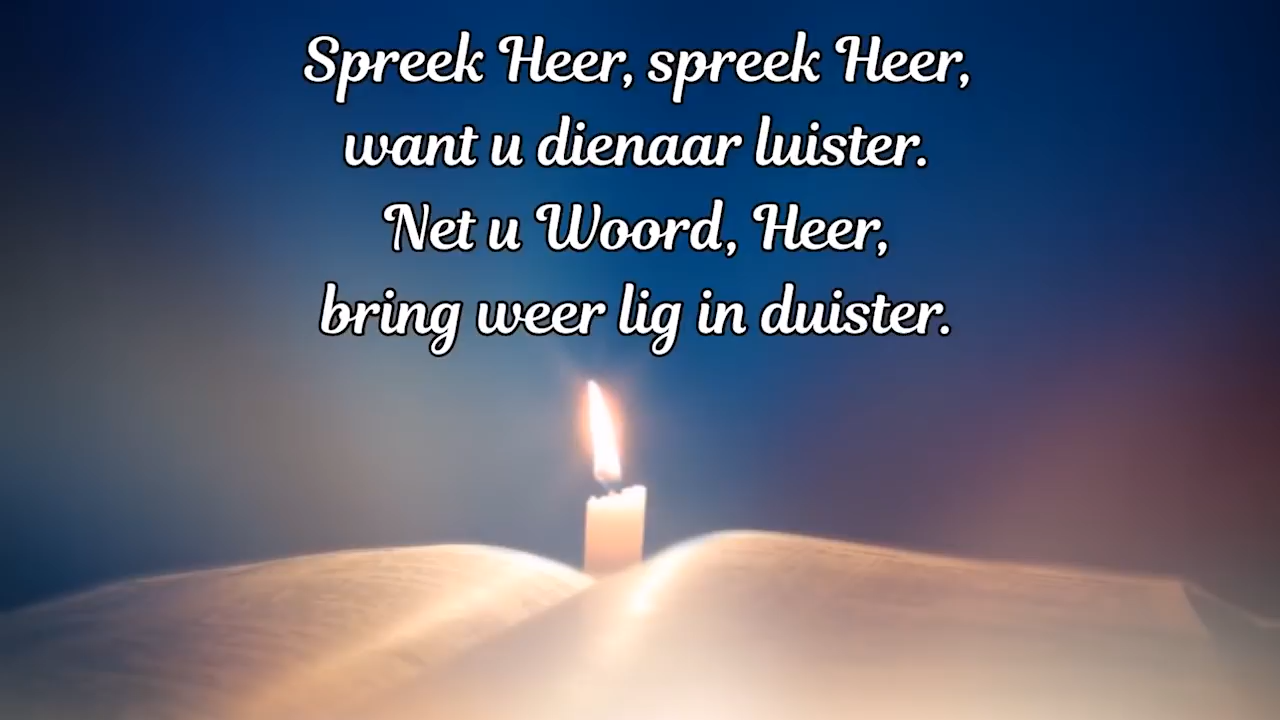 Spreek Heer, spreek Heer,
want u dienaar luister.
Net u Woord, Heer,
bring weer lig in duister.